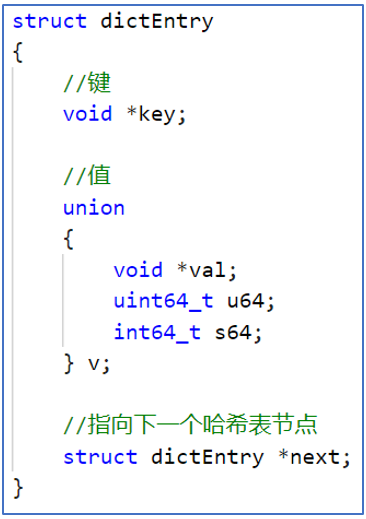 struct dictEntry
{
//键
void *key;
//值
union
{
void *val;
uint64_t u64;
int64_t s64;
} v;
//指向下一个哈希表节点
struct dictEntry *next;
}